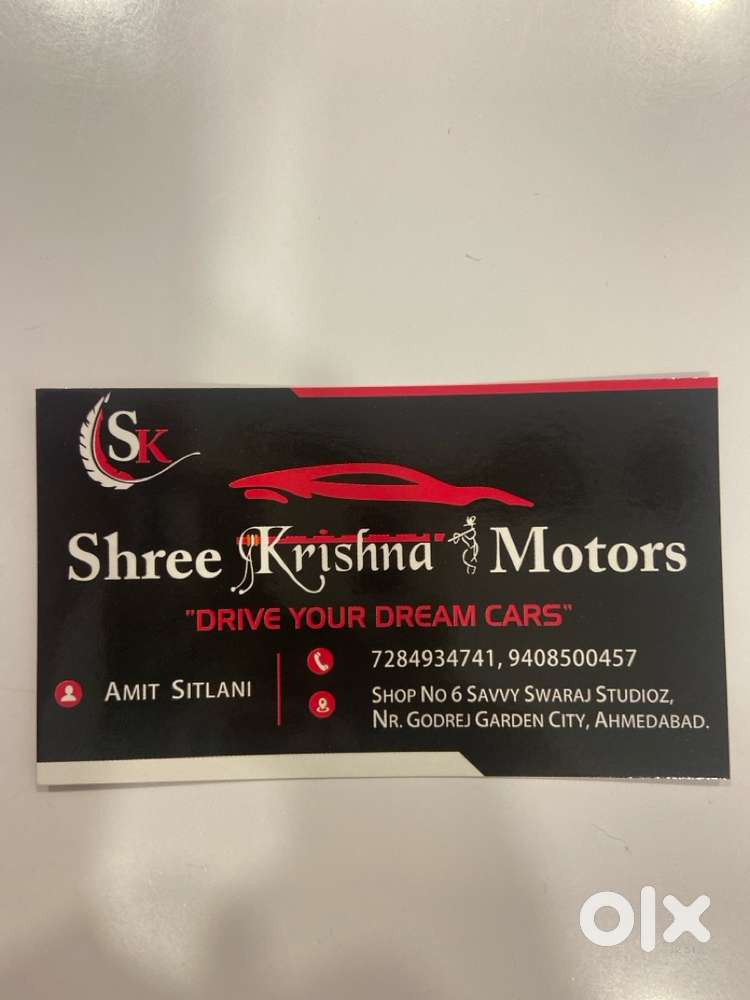 SK
Shree Krishna Motors
"DRIVE YOUR DREAM CARS"
AMIT SITLANI
7284934741, 9408500457
SHOP NO 6 SAVVY SWARAJ STUDIOZ,
NR. GODREJ GARDEN CITY, AHMEDABAD.
olx